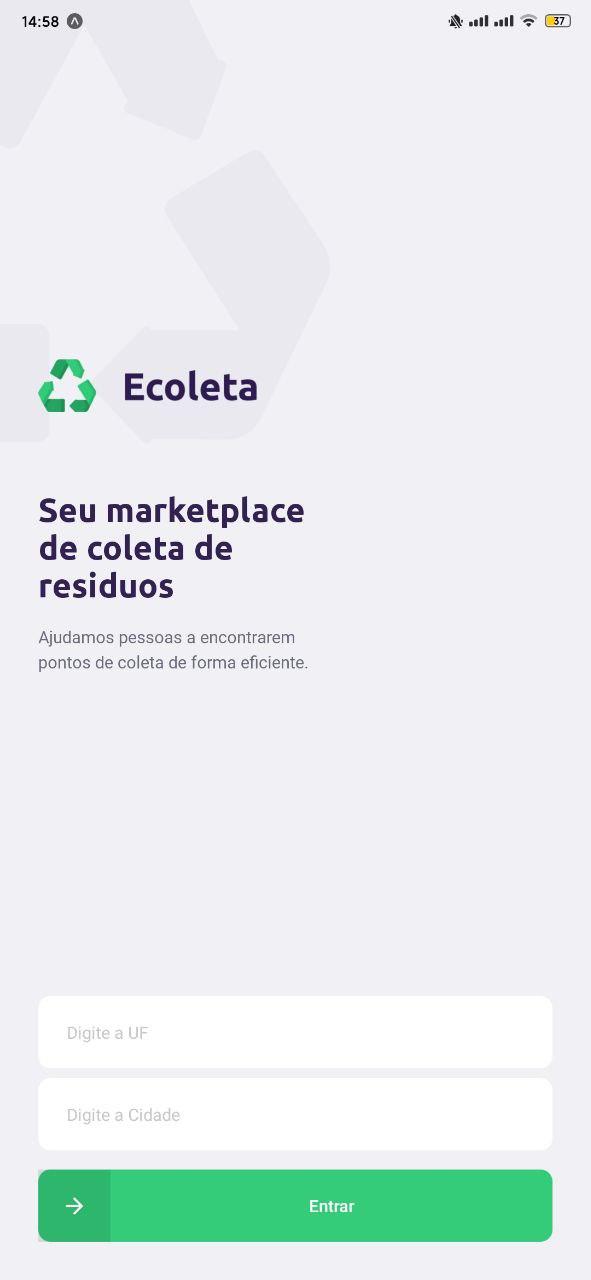 14:58
37
Ecoleta
Seu marketplace
de coleta de
residuos
Ajudamos pessoas a encontrarem
pontos de coleta de forma eficiente.
Digite a UF
Digite a Cidade
Entrar